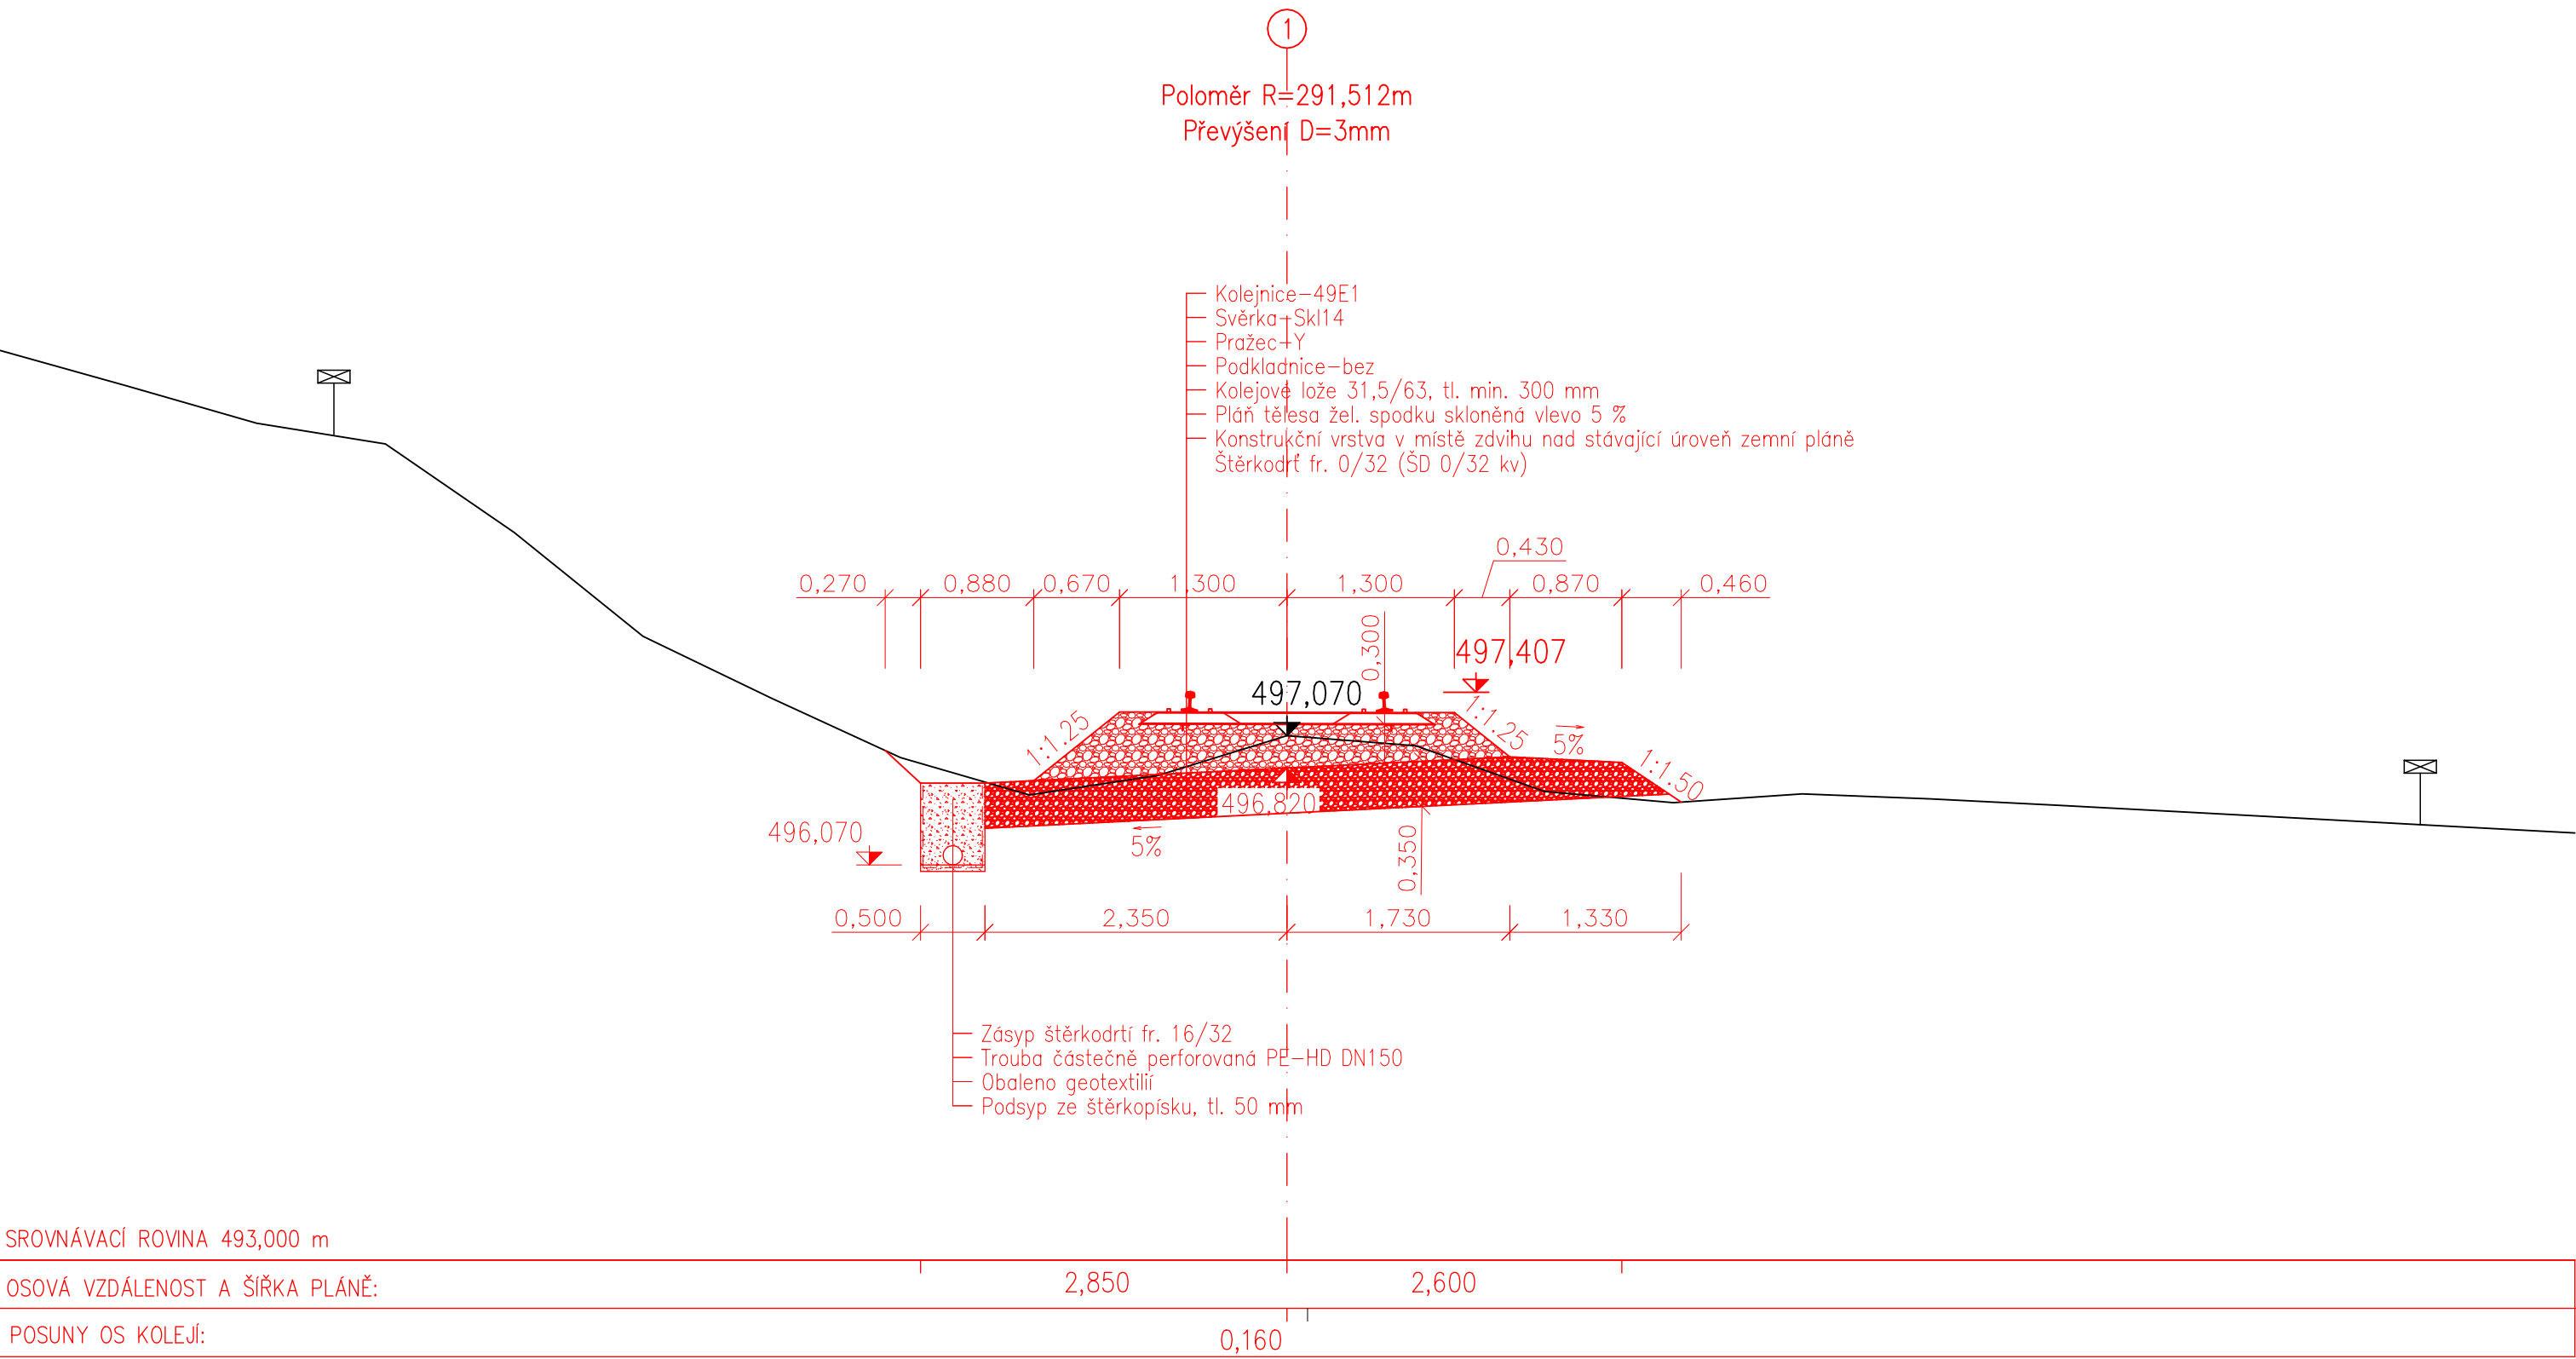 1
Poloměr R=291,512m
Převýšení D=3mm
Kolejnice-49E1
Svěrka-Skl14
Pražec-Y
Podkladnice-bez
Kolejové lože 31,5/63, tl. min. 300 mm
Pláň tělesa žel. spodku skloněná vlevo 5 %
Konstrukční vrstva v místě zdvihu nad stávající úroveň zemní pláně
Štěrkodrť fr. 0/32 (ŠD 0/32 kv)
0,430
0,270 0,880 0,670 1,300 1,300 0,870 0,460
0,300
497,407
497,070
1:1.25
1:1.25
5%
1:1.50
496,820
496,070
5%
0,350
0,500 2,350 1,730 1,330
Zásyp štěrkodrtí fr. 16/32
Trouba částečně perforovaná PE-HD DN150
Obaleno geotextilií
Podsyp ze štěrkopísku, tl. 50 mm
SROVNÁVACÍ ROVINA 493,000 m
OSOVÁ VZDÁLENOST A ŠÍŘKA PLÁNĚ: 2,850 2,600
POSUNY OS KOLEJÍ: 0,160